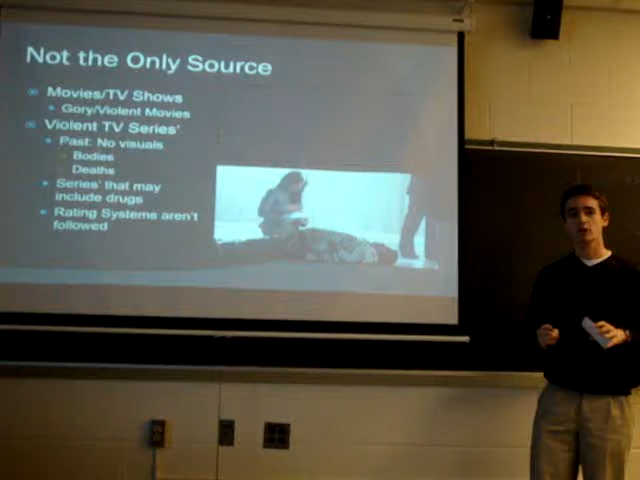 Not the Only Source
Movies/TV Shows
Gory/Violent Movies
Violent TV Series'
Past: No visuals
Bodies
Deaths
Series' that may
include drugs
Rating Systems aren't
followed